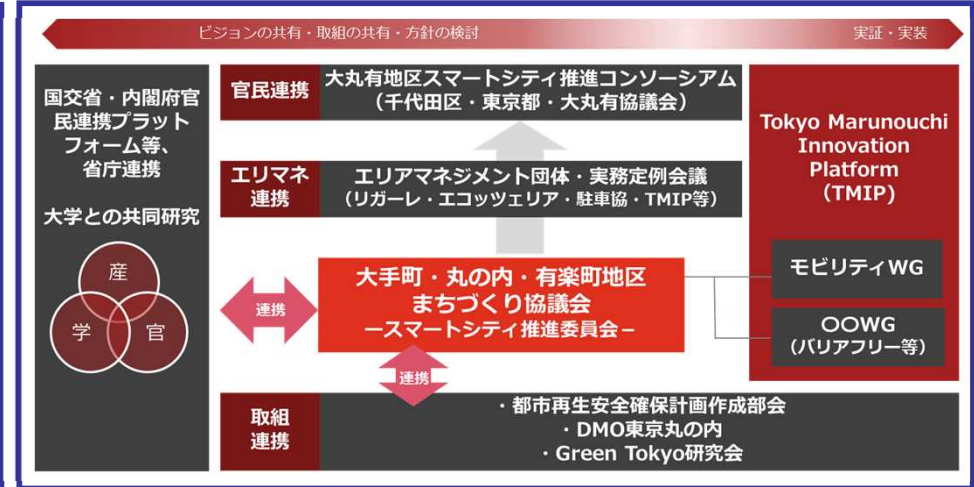 ビジョンの共有・取組の共有・方針の検討
実証・実装
国交省・内閣府官
民連携プラット
フォーム等、
省庁連携
大学との共同研究
産
学
官
官民連携
大丸有地区スマートシティ推進コンソーシアム
（千代田区・東京都・大丸有協議会）
エリマネ
連携
エリアマネジメント団体・実務定例会議
（リガーレ・エコッツェリア・駐車協・TMIP等）
連携
大手町・丸の内・有楽町地区
まちづくり協議会
ースマートシティ推進委員会－
連携
取組
連携
・都市再生安全確保計画作成部会
・DMO東京丸の内
・Green Tokyo研究会
Tokyo Marunouchi
Innovation
Platform
(TMIP)
モビリティWG
〇〇WG
（バリアフリー等）